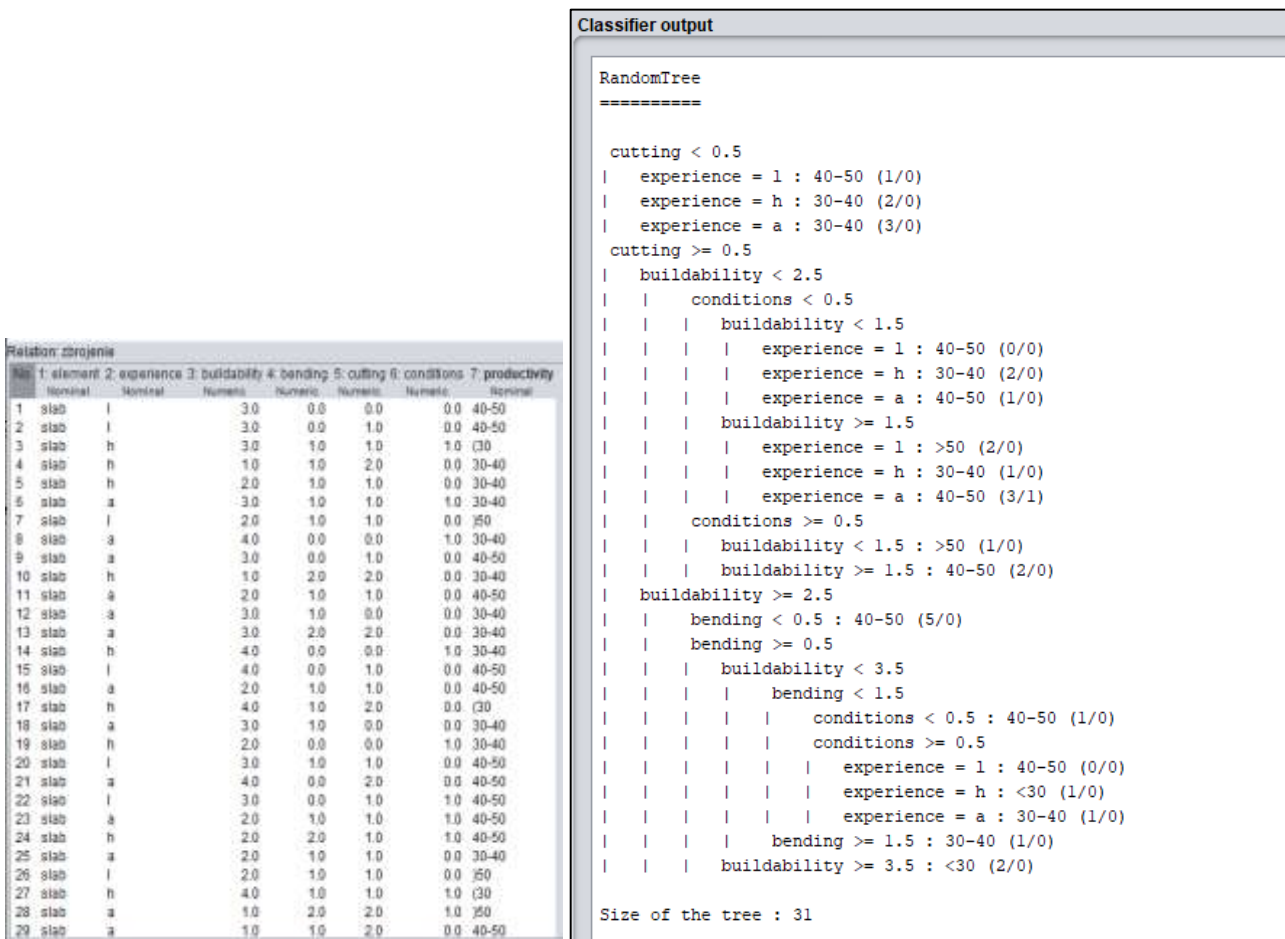 Relation: zbrojenie
No. 1: element 2: experience 3: buildability 4: bending 5: cutting 6: conditions 7: productivity
Nominal Nominal Numeric Numeric Numeric Numeric Nominal
1 slab l 3.0 0.0 0.0 0.0 40-50
2 slab l 3.0 0.0 1.0 0.0 40-50
3 slab h 3.0 1.0 1.0 1.0 (30
4 slab h 1.0 1.0 2.0 0.0 30-40
5 slab h 2.0 1.0 1.0 0.0 30-40
6 slab a 3.0 1.0 1.0 1.0 30-40
7 slab l 2.0 1.0 1.0 0.0 )50
8 slab a 4.0 0.0 0.0 1.0 30-40
9 slab a 3.0 0.0 1.0 0.0 40-50
10 slab h 1.0 2.0 2.0 0.0 30-40
11 slab a 2.0 1.0 1.0 0.0 40-50
12 slab a 3.0 1.0 0.0 0.0 30-40
13 slab a 3.0 2.0 2.0 0.0 30-40
14 slab h 4.0 0.0 0.0 1.0 30-40
15 slab l 4.0 0.0 1.0 0.0 40-50
16 slab a 2.0 1.0 1.0 0.0 40-50
17 slab h 4.0 1.0 2.0 0.0 (30
18 slab a 3.0 1.0 0.0 0.0 30-40
19 slab h 2.0 0.0 0.0 1.0 30-40
20 slab l 3.0 1.0 1.0 0.0 40-50
21 slab a 4.0 0.0 2.0 0.0 40-50
22 slab l 3.0 0.0 1.0 1.0 40-50
23 slab a 2.0 1.0 1.0 1.0 40-50
24 slab h 2.0 2.0 1.0 1.0 40-50
25 slab a 2.0 1.0 1.0 0.0 30-40
26 slab l 2.0 1.0 1.0 0.0 )50
27 slab h 4.0 1.0 1.0 1.0 (30
28 slab a 1.0 2.0 2.0 1.0 )50
29 slab a 1.0 1.0 2.0 0.0 40-50
Classifier output
RandomTree
==========
cutting < 0.5
| experience = l : 40-50 (1/0)
| experience = h : 30-40 (2/0)
| experience = a : 30-40 (3/0)
cutting >= 0.5
| buildability < 2.5
| | conditions < 0.5
| | | buildability < 1.5
| | | | experience = l : 40-50 (0/0)
| | | | experience = h : 30-40 (2/0)
| | | | experience = a : 40-50 (1/0)
| | | buildability >= 1.5
| | | | experience = l : >50 (2/0)
| | | | experience = h : 30-40 (1/0)
| | | | experience = a : 40-50 (3/1)
| | conditions >= 0.5
| | | buildability < 1.5 : >50 (1/0)
| | | buildability >= 1.5 : 40-50 (2/0)
| buildability >= 2.5
| | bending < 0.5 : 40-50 (5/0)
| | bending >= 0.5
| | | buildability < 3.5
| | | | bending < 1.5
| | | | | conditions < 0.5 : 40-50 (1/0)
| | | | | conditions >= 0.5
| | | | | | experience = l : 40-50 (0/0)
| | | | | | experience = h : <30 (1/0)
| | | | | | experience = a : 30-40 (1/0)
| | | | bending >= 1.5 : 30-40 (1/0)
| | | buildability >= 3.5 : <30 (2/0)
Size of the tree : 31